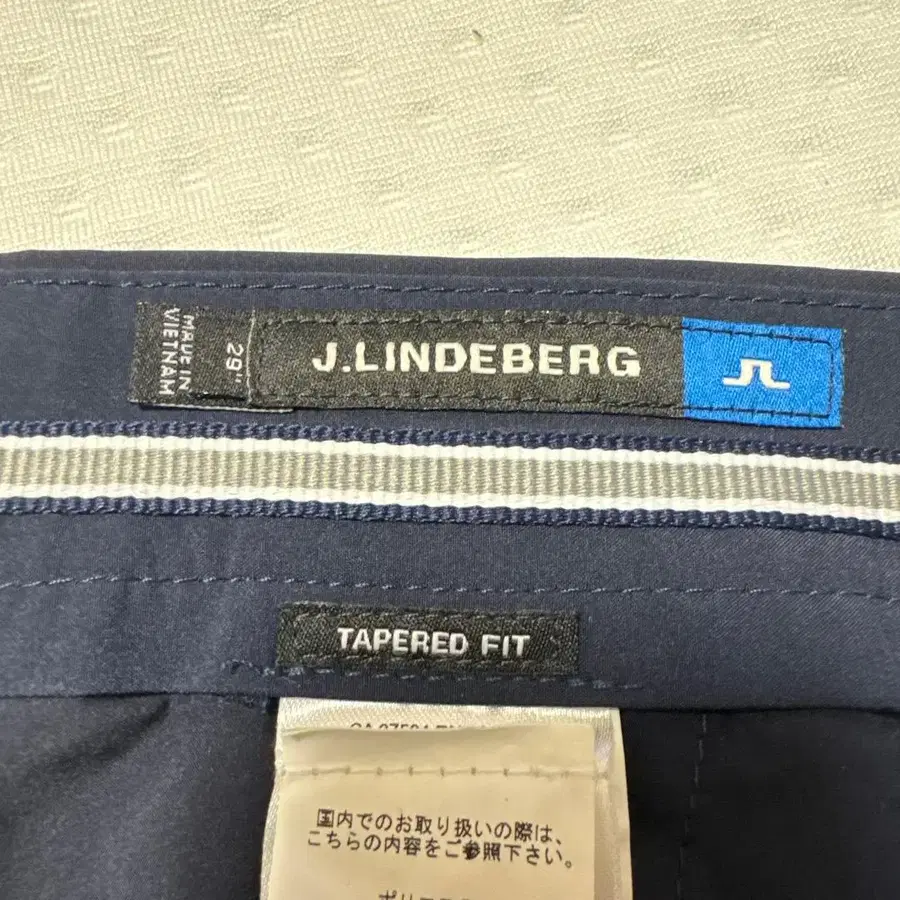 MADE IN
VIETNAM
29"
J.LINDEBERG
TAPERED FIT
国内でのお取り扱いの際は、
こちらの内容をご参照下さい。